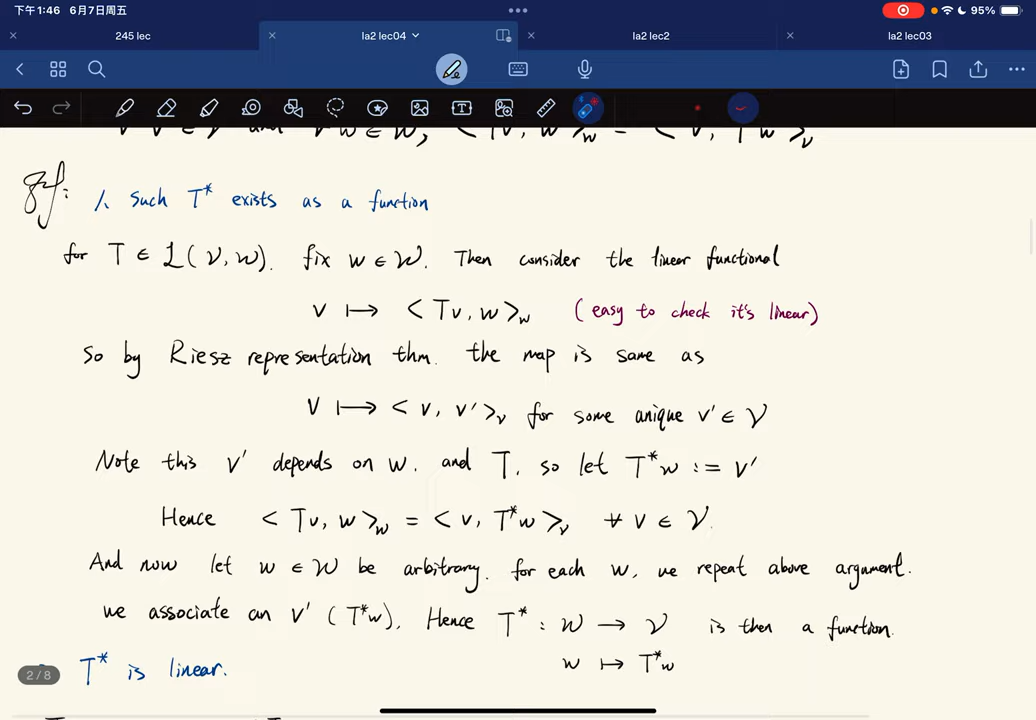 下午1:46 6月7日周五
95%
245 lec
la2 lec04
la2 lec2
la2 lec03
∀ v ∈ V and ∀ w ∈ W, <Tv, w>_w = <v, T*w>_v
pf:
1. Such T* exists as a function
for T ∈ L(V, W). fix w ∈ W. Then consider the linear functional
v ↦ <Tv, w>_w (easy to check it's linear)
So by Riesz representation thm. the map is same as
v ↦ <v, v'>_v for some unique v' ∈ V
Note this v' depends on w. and T, so let T*w := v'
Hence <Tv, w>_w = <v, T*w>_v ∀ v ∈ V.
And now let w ∈ W be arbitrary. for each w, we repeat above argument.
we associate an v' (T*w). Hence T* : W → V is then a function.
w ↦ T*w
T* is linear.
2/8